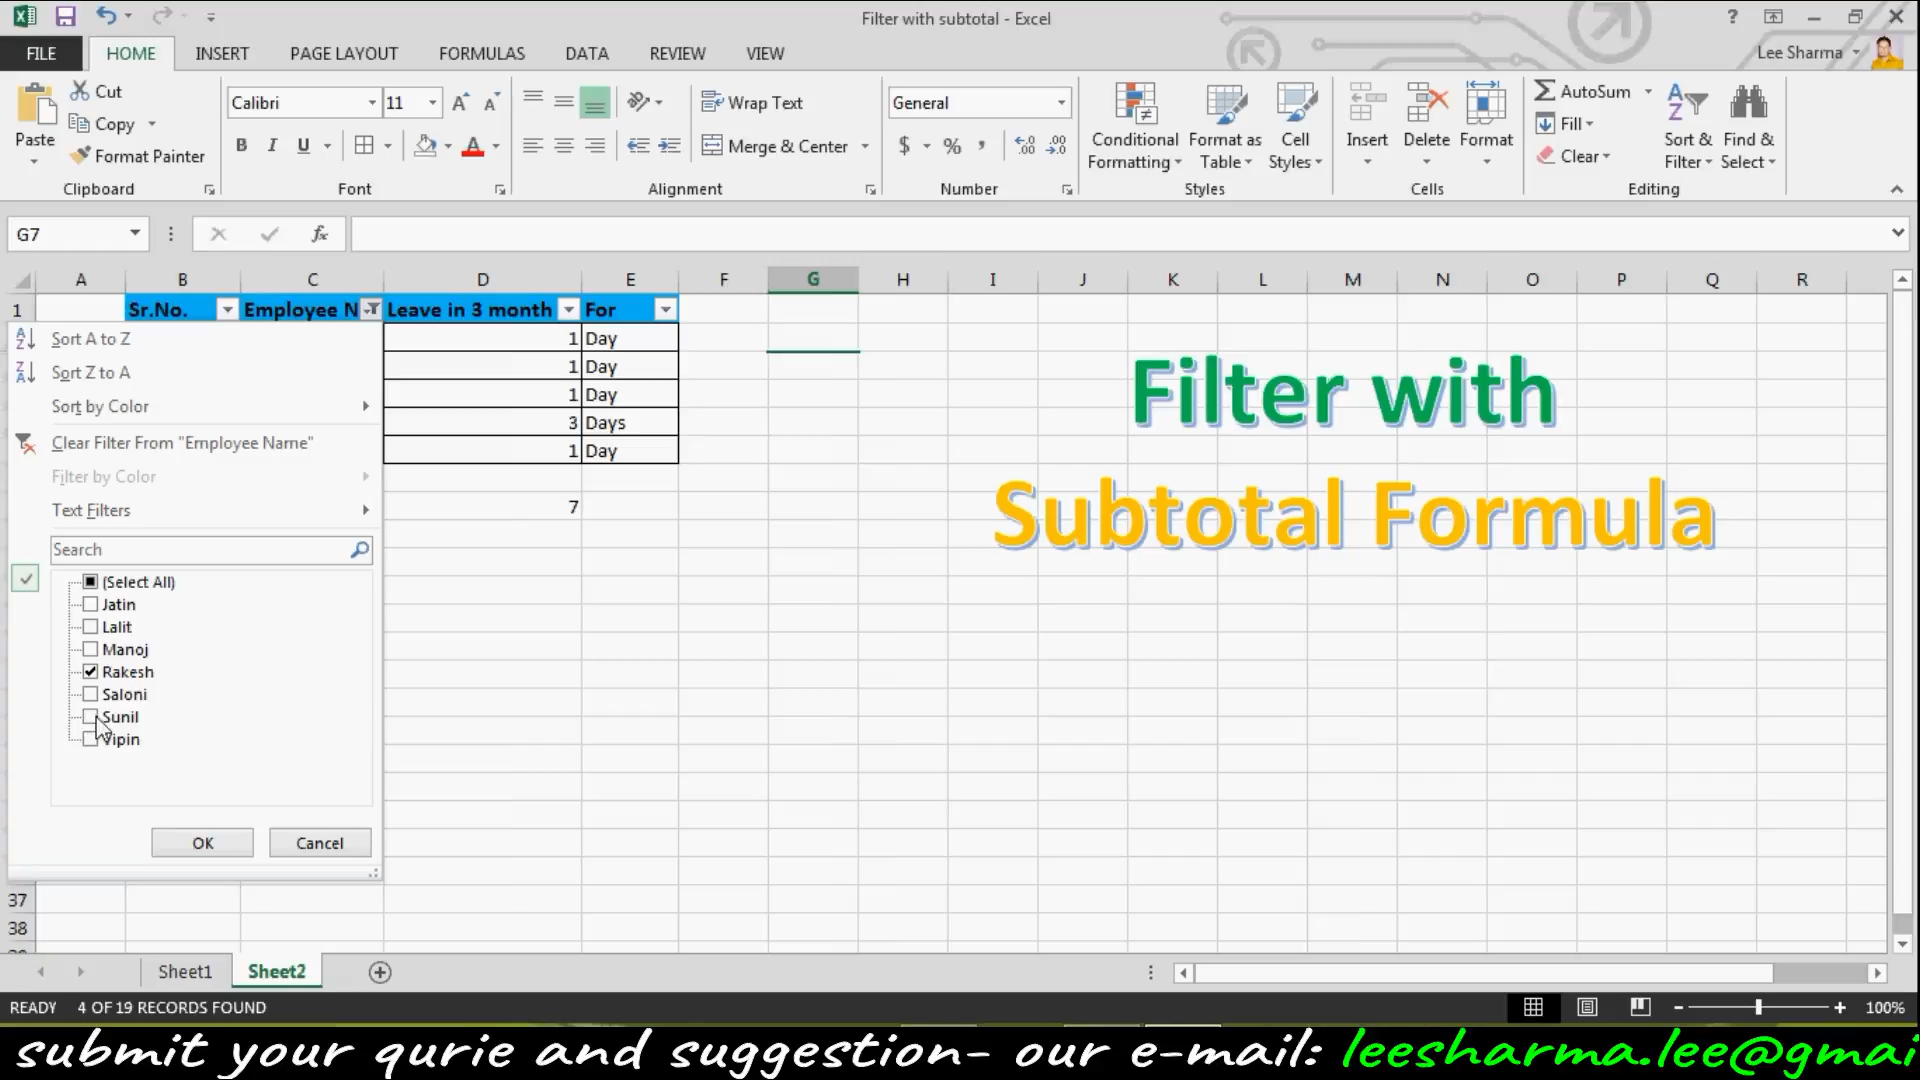 Filter with subtotal - Excel
?
FILE HOME INSERT PAGE LAYOUT FORMULAS DATA REVIEW VIEW
Lee Sharma
Paste
Cut
Copy
Format Painter
Clipboard
Calibri 11
B I U
Font
Wrap Text
Merge & Center
Alignment
General
$ % ,
Number
Conditional Formatting
Format as Table
Cell Styles
Styles
Insert
Delete
Format
Cells
AutoSum
Fill
Clear
Sort & Filter
Find & Select
Editing
G7
fx
A B C D E F G H I J K L M N O P Q R
1 Sr.No. Employee N Leave in 3 month For
1 Day
1 Day
1 Day
3 Days
1 Day
7
Sort A to Z
Sort Z to A
Sort by Color
Clear Filter From "Employee Name"
Filter by Color
Text Filters
Search
(Select All)
Jatin
Lalit
Manoj
Rakesh
Saloni
Sunil
Vipin
OK Cancel
37
38
Filter with
Subtotal Formula
Sheet1 Sheet2
READY 4 OF 19 RECORDS FOUND
100%
submit your qurie and suggestion- our e-mail: leesharma.lee@gmai